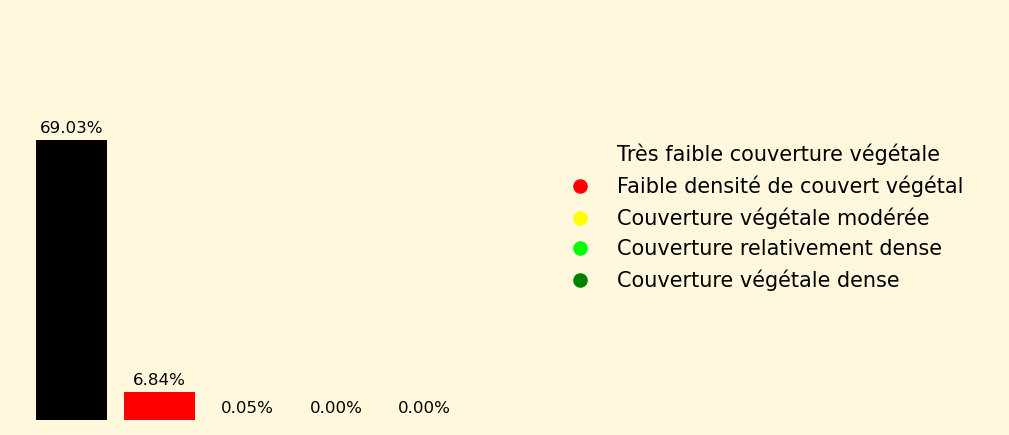 69.03%
6.84%
0.05%
0.00%
0.00%
Très faible couverture végétale
Faible densité de couvert végétal
Couverture végétale modérée
Couverture relativement dense
Couverture végétale dense